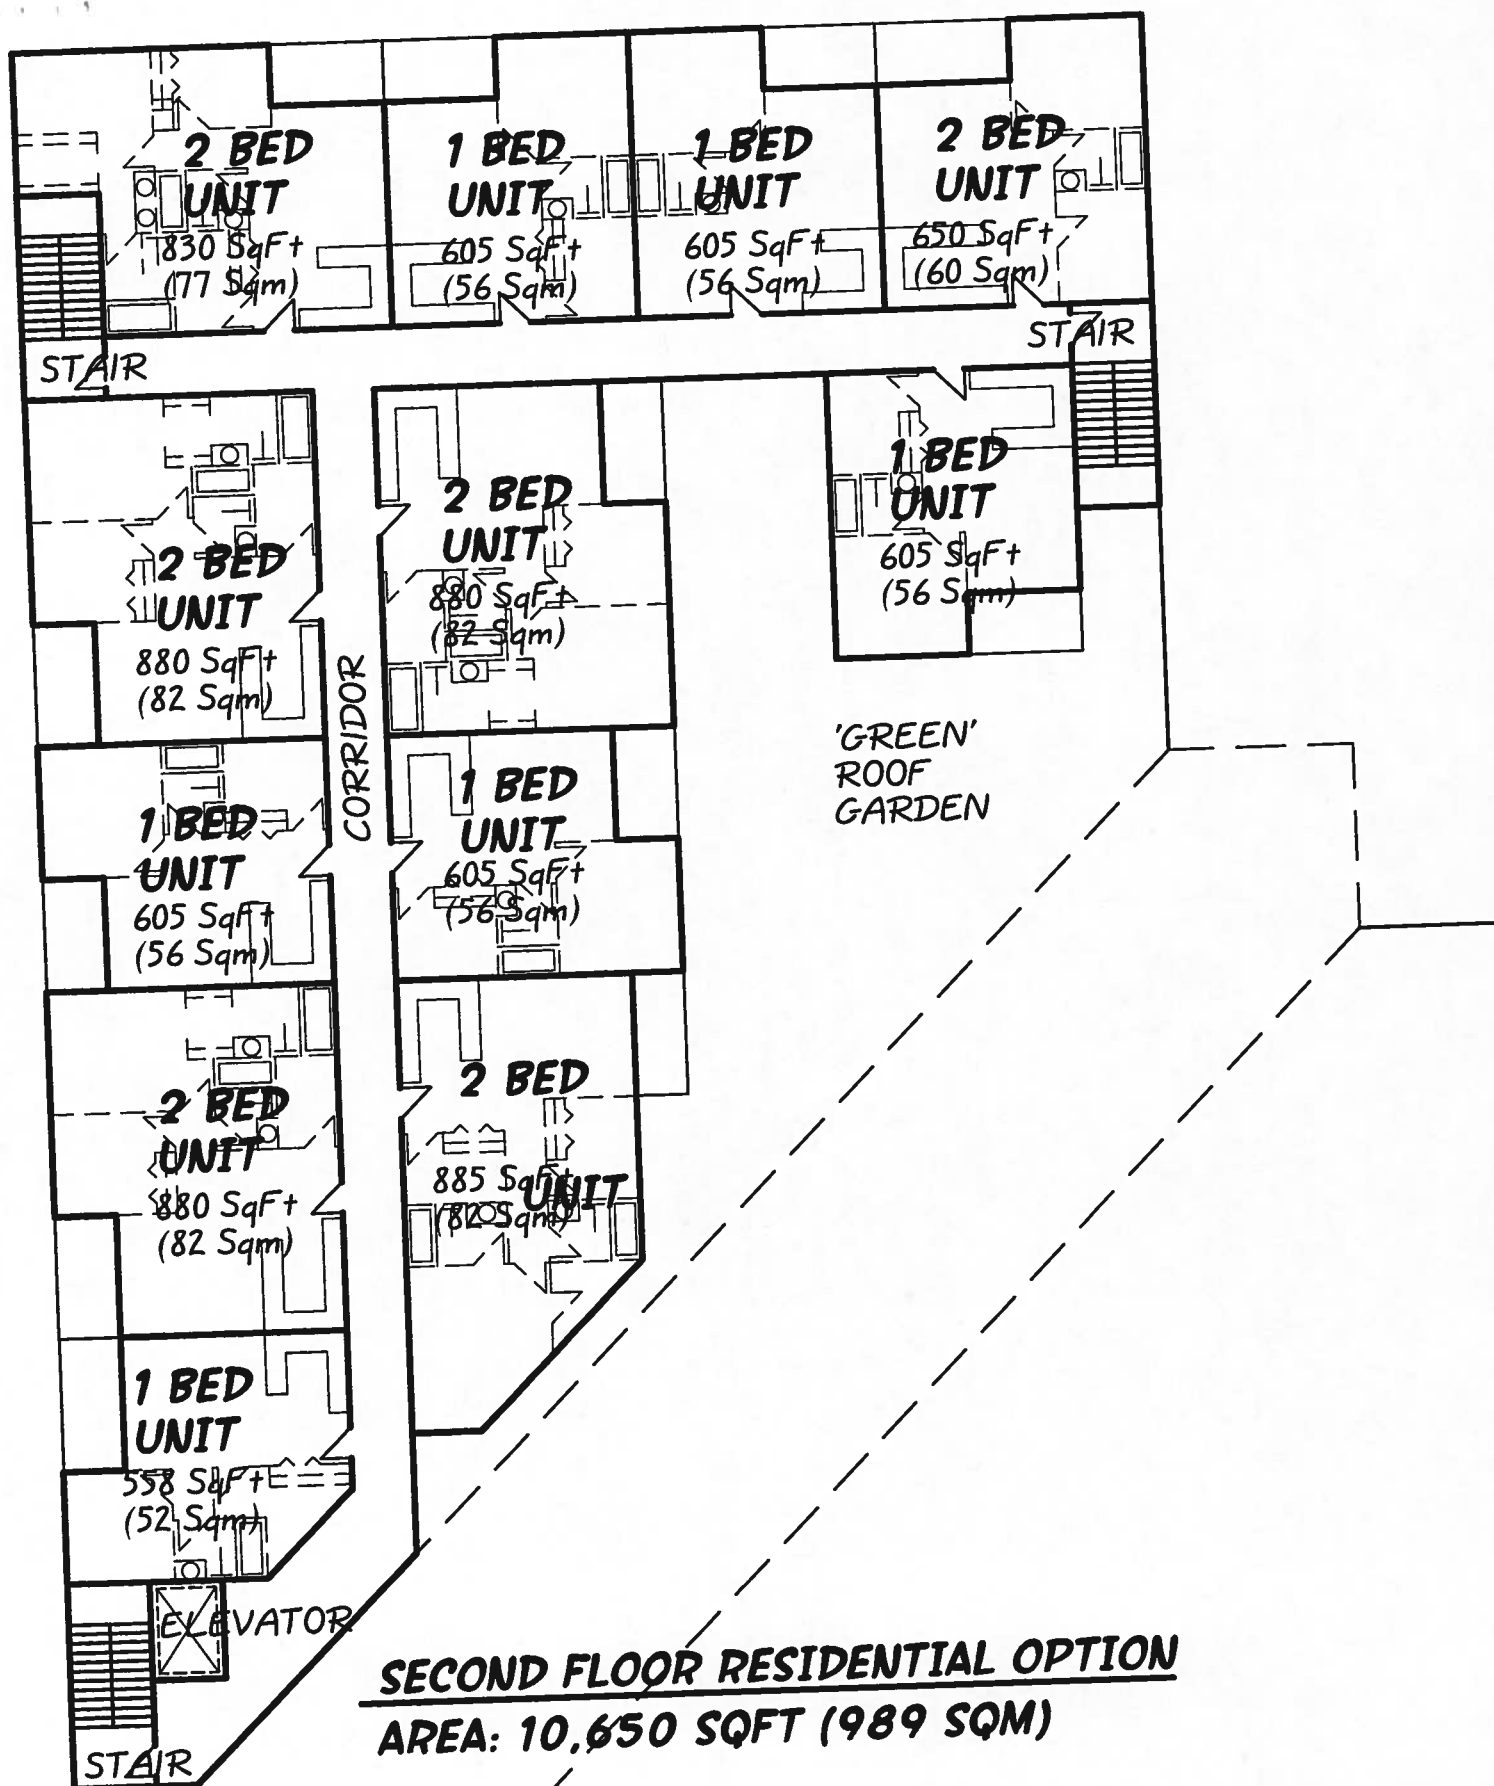 2 BED
UNIT
830 SqFt
(77 Sqm)
1 BED
UNIT
605 SqFt
(56 Sqm)
1 BED
UNIT
605 SqFt
(56 Sqm)
2 BED
UNIT
650 SqFt
(60 Sqm)
STAIR
STAIR
2 BED
UNIT
880 SqFt
(82 Sqm)
2 BED
UNIT
880 SqFt
(82 Sqm)
1 BED
UNIT
605 SqFt
(56 Sqm)
CORRIDOR
'GREEN'
ROOF
GARDEN
1 BED
UNIT
605 SqFt
(56 Sqm)
1 BED
UNIT
605 SqFt
(56 Sqm)
2 BED
UNIT
880 SqFt
(82 Sqm)
2 BED
UNIT
885 SqFt
(82 Sqm)
1 BED
UNIT
558 SqFt
(52 Sqm)
ELEVATOR
STAIR
SECOND FLOOR RESIDENTIAL OPTION
AREA: 10,650 SQFT (989 SQM)